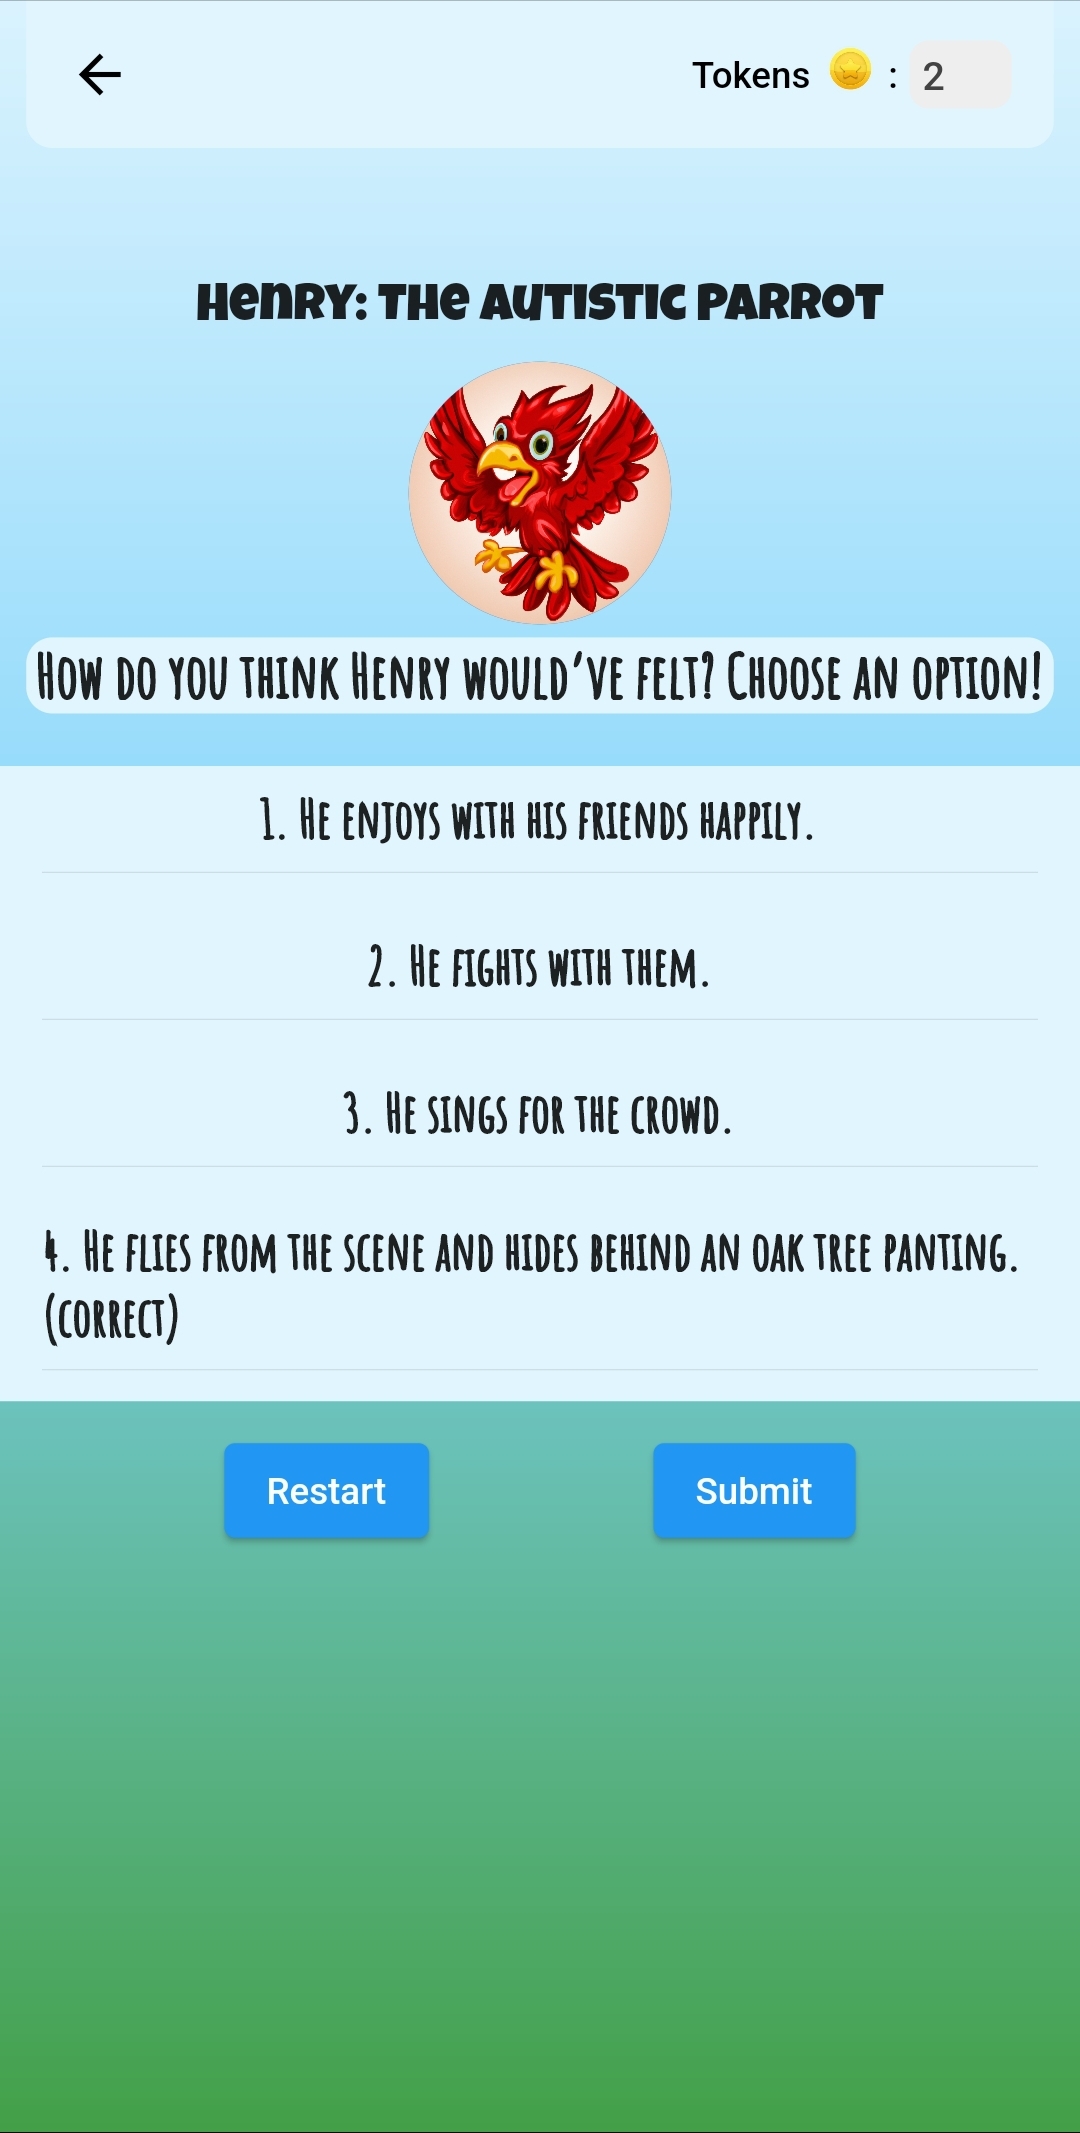 Tokens : 2
Henry: The Autistic Parrot
How do you think Henry would've felt? Choose an option!
1. He enjoys with his friends happily.
2. He fights with them.
3. He sings for the crowd.
4. He flies from the scene and hides behind an oak tree panting.
(correct)
Restart Submit